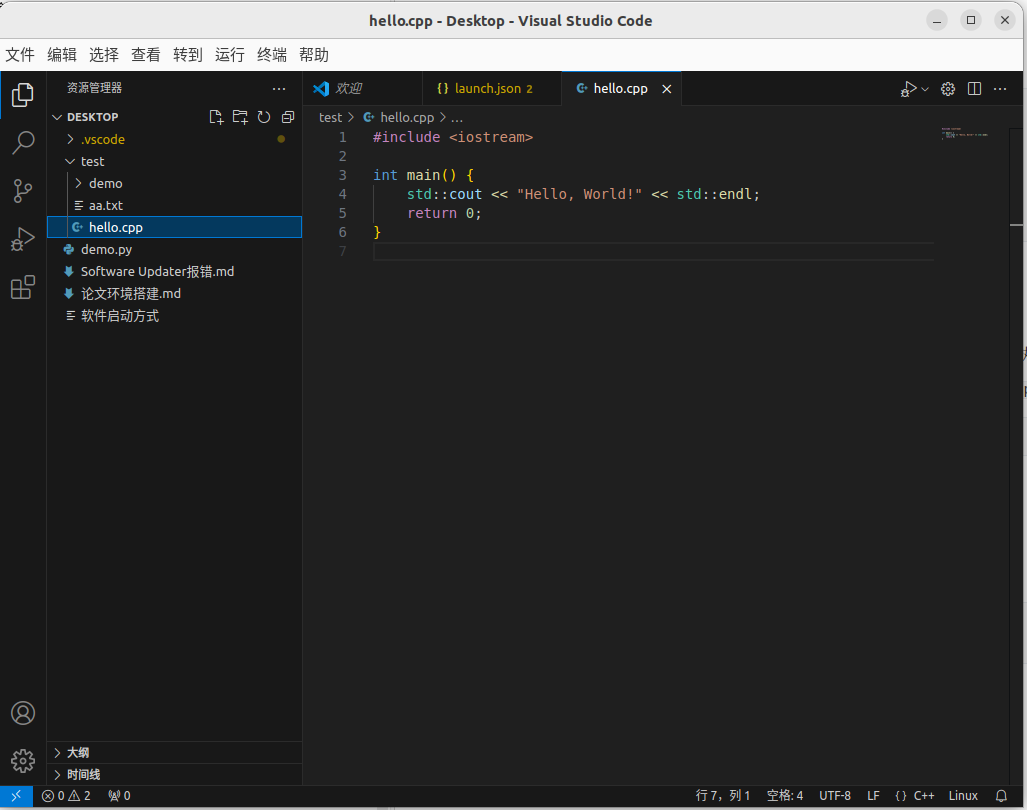 hello.cpp - Desktop - Visual Studio Code
文件 编辑 选择 查看 转到 运行 终端 帮助
资源管理器
欢迎 {} launch.json 2 hello.cpp
DESKTOP
.vscode
test
demo
aa.txt
hello.cpp
demo.py
Software Updater报错.md
论文环境搭建.md
软件启动方式
大纲
时间线
test > hello.cpp > ...
1 #include <iostream>
2
3 int main() {
4     std::cout << "Hello, World!" << std::endl;
5     return 0;
6 }
7
0 2 0 行 7，列 1 空格: 4 UTF-8 LF {} C++ Linux